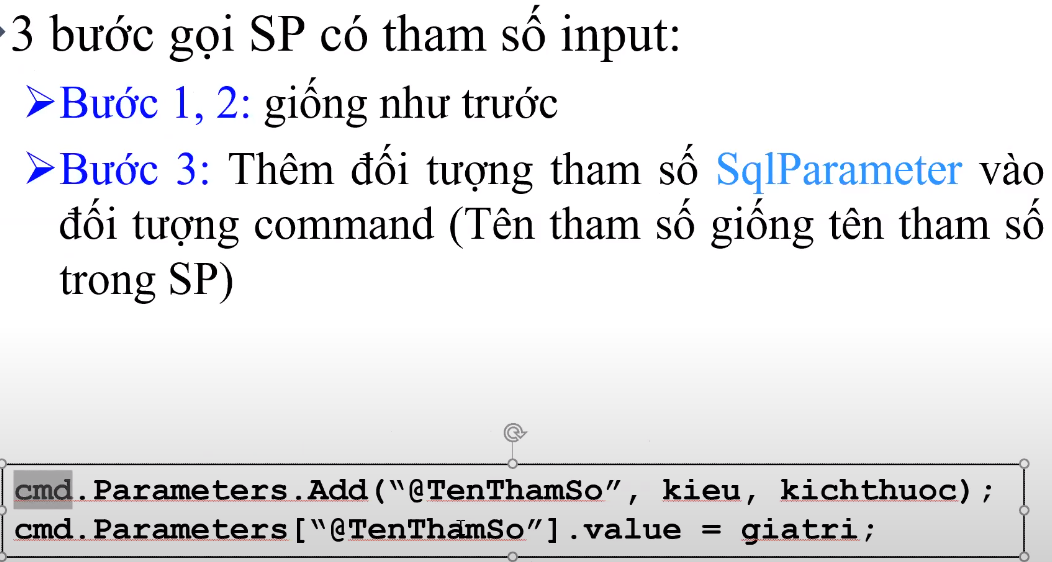 3 bước gọi SP có tham số input:
➢Bước 1, 2: giống như trước
➢Bước 3: Thêm đối tượng tham số SqlParameter vào
đối tượng command (Tên tham số giống tên tham số
trong SP)
cmd.Parameters.Add(“@TenThamSo”, kieu, kichthuoc);
cmd.Parameters[“@TenThamSo”].value = giatri;